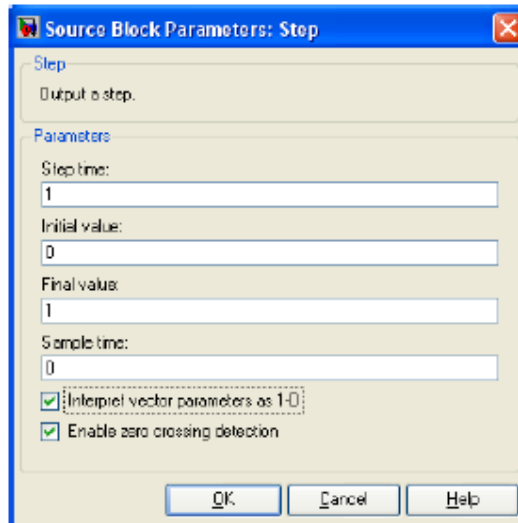 Source Block Parameters: Step
Step
Output a step.
Parameters
Step time:
1
Initial value:
0
Final value:
1
Sample time:
0
Interpret vector parameters as 1-D
Enable zero crossing detection
OK Cancel Help